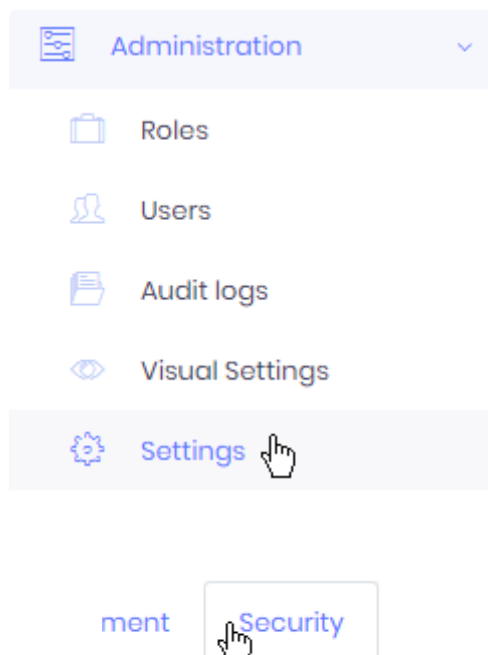 Administration
Roles
Users
Audit logs
Visual Settings
Settings
ment Security